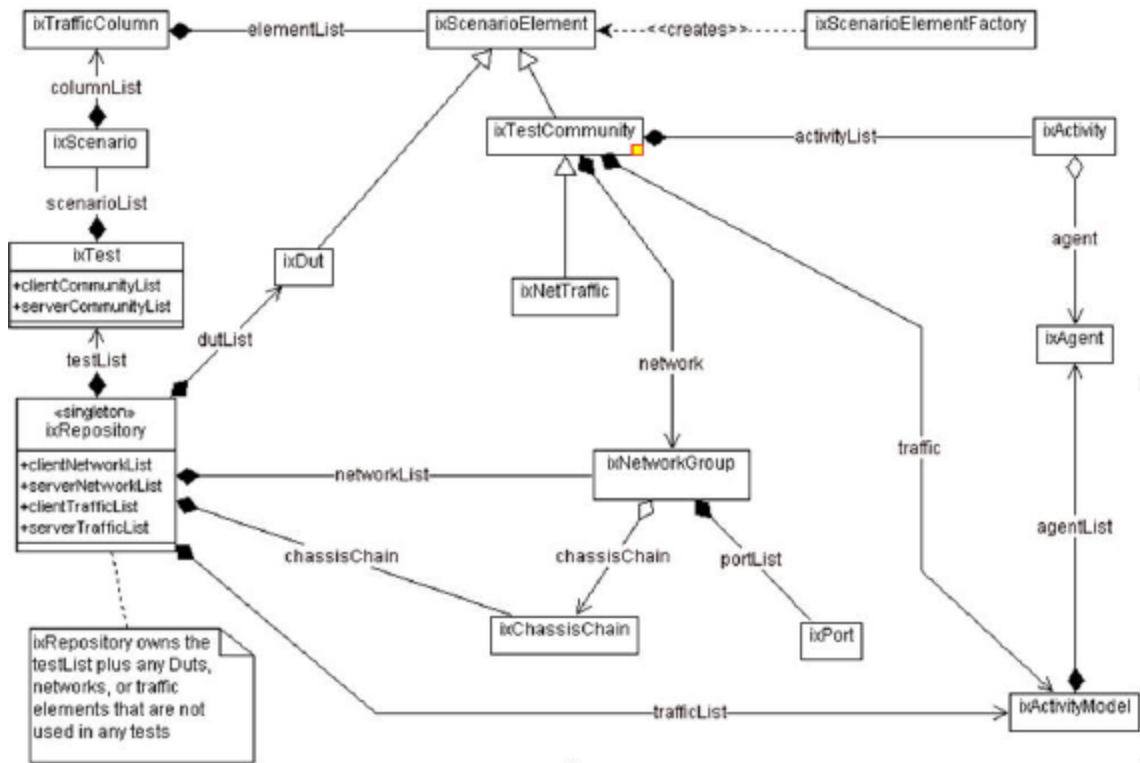 ixTrafficColumn
elementList
ixScenarioElement
<<creates>>
ixScenarioElementFactory
columnList
ixScenario
ixTestCommunity
activityList
ixActivity
scenarioList
ixTest
+clientCommunityList
+serverCommunityList
ixDut
ixNetTraffic
agent
ixAgent
testList
dutList
network
«singleton»
ixRepository
+clientNetworkList
+serverNetworkList
+clientTrafficList
+serverTrafficList
networkList
ixNetworkGroup
traffic
agentList
chassisChain
chassisChain
portList
ixChassisChain
ixPort
ixRepository owns the
testList plus any Duts,
networks, or traffic
elements that are not
used in any tests
trafficList
ixActivityModel